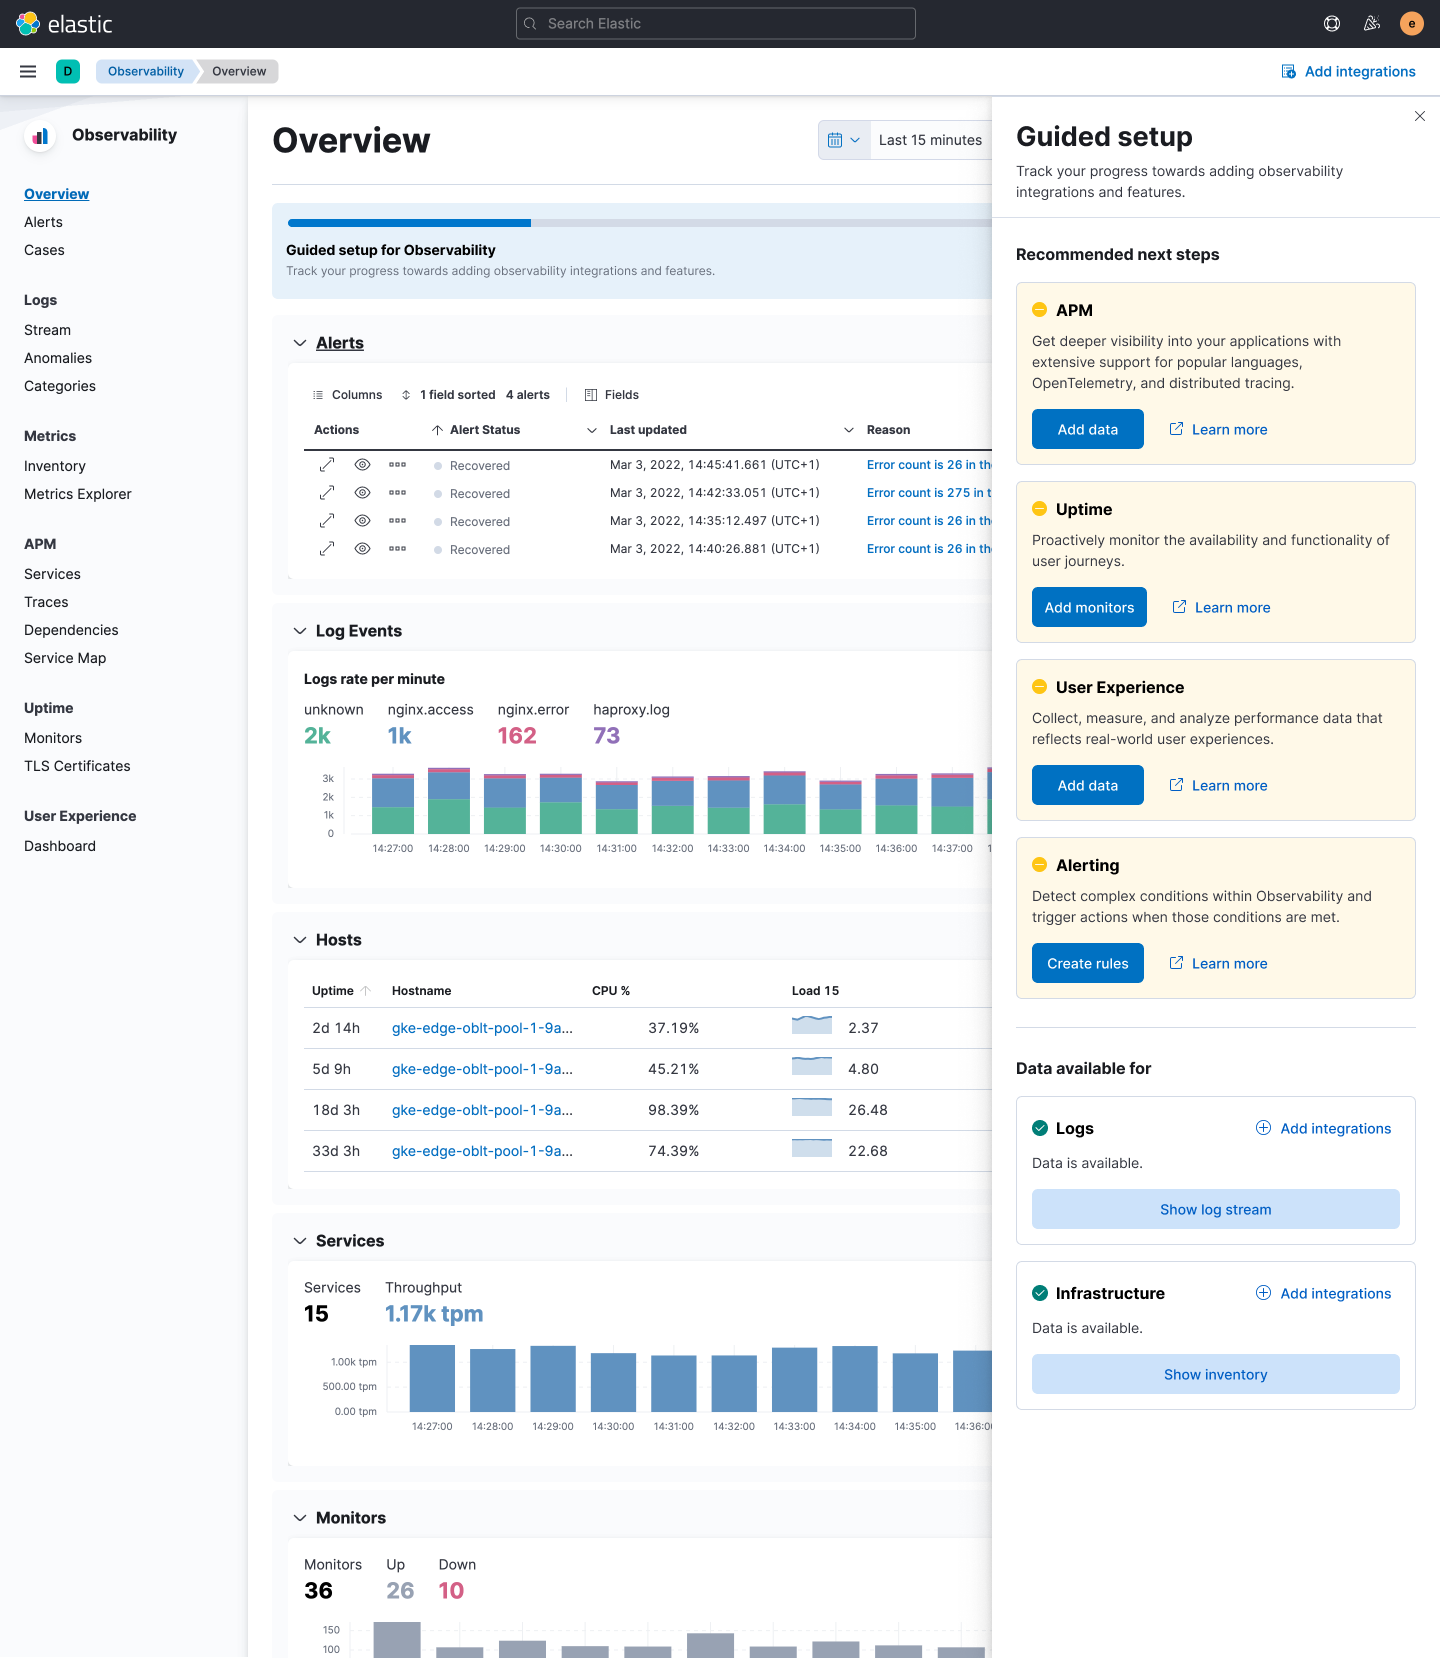 elastic
Search Elastic
e
D
Observability
Overview
Add integrations
Observability
Overview
Alerts
Cases
Logs
Stream
Anomalies
Categories
Metrics
Inventory
Metrics Explorer
APM
Services
Traces
Dependencies
Service Map
Uptime
Monitors
TLS Certificates
User Experience
Dashboard
Overview
Last 15 minutes
Guided setup for Observability
Track your progress towards adding observability integrations and features.
Alerts
Columns 1 field sorted 4 alerts Fields
Actions Alert Status Last updated Reason
Recovered Mar 3, 2022, 14:45:41.661 (UTC+1) Error count is 26 in the
Recovered Mar 3, 2022, 14:42:33.051 (UTC+1) Error count is 275 in t
Recovered Mar 3, 2022, 14:35:12.497 (UTC+1) Error count is 26 in the
Recovered Mar 3, 2022, 14:40:26.881 (UTC+1) Error count is 26 in the
Log Events
Logs rate per minute
unknown nginx.access nginx.error haproxy.log
2k 1k 162 73
3k
2k
1k
0
14:27:00 14:28:00 14:29:00 14:30:00 14:31:00 14:32:00 14:33:00 14:34:00 14:35:00 14:36:00 14:37:00 1
Hosts
Uptime Hostname CPU % Load 15
2d 14h gke-edge-oblt-pool-1-9a... 37.19% 2.37
5d 9h gke-edge-oblt-pool-1-9a... 45.21% 4.80
18d 3h gke-edge-oblt-pool-1-9a... 98.39% 26.48
33d 3h gke-edge-oblt-pool-1-9a... 74.39% 22.68
Services
Services Throughput
15 1.17k tpm
1.00k tpm
500.00 tpm
0.00 tpm
14:27:00 14:28:00 14:29:00 14:30:00 14:31:00 14:32:00 14:33:00 14:34:00 14:35:00 14:36:00
Monitors
Monitors Up Down
36 26 10
150
100
Guided setup
Track your progress towards adding observability
integrations and features.
Recommended next steps
APM
Get deeper visibility into your applications with
extensive support for popular languages,
OpenTelemetry, and distributed tracing.
Add data Learn more
Uptime
Proactively monitor the availability and functionality of
user journeys.
Add monitors Learn more
User Experience
Collect, measure, and analyze performance data that
reflects real-world user experiences.
Add data Learn more
Alerting
Detect complex conditions within Observability and
trigger actions when those conditions are met.
Create rules Learn more
Data available for
Logs Add integrations
Data is available.
Show log stream
Infrastructure Add integrations
Data is available.
Show inventory